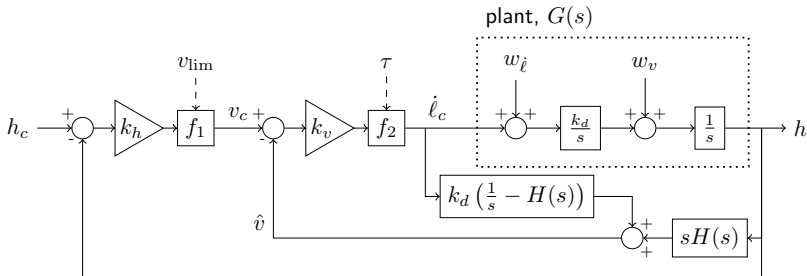 plant, G(s)
v_lim
τ
w_ℓ̇
w_v
h_c
+
-
k_h
f_1
v_c
+
-
k_v
f_2
ℓ̇_c
+
+
k_d/s
+
+
1/s
h
k_d (1/s − H(s))
v̂
+
+
sH(s)